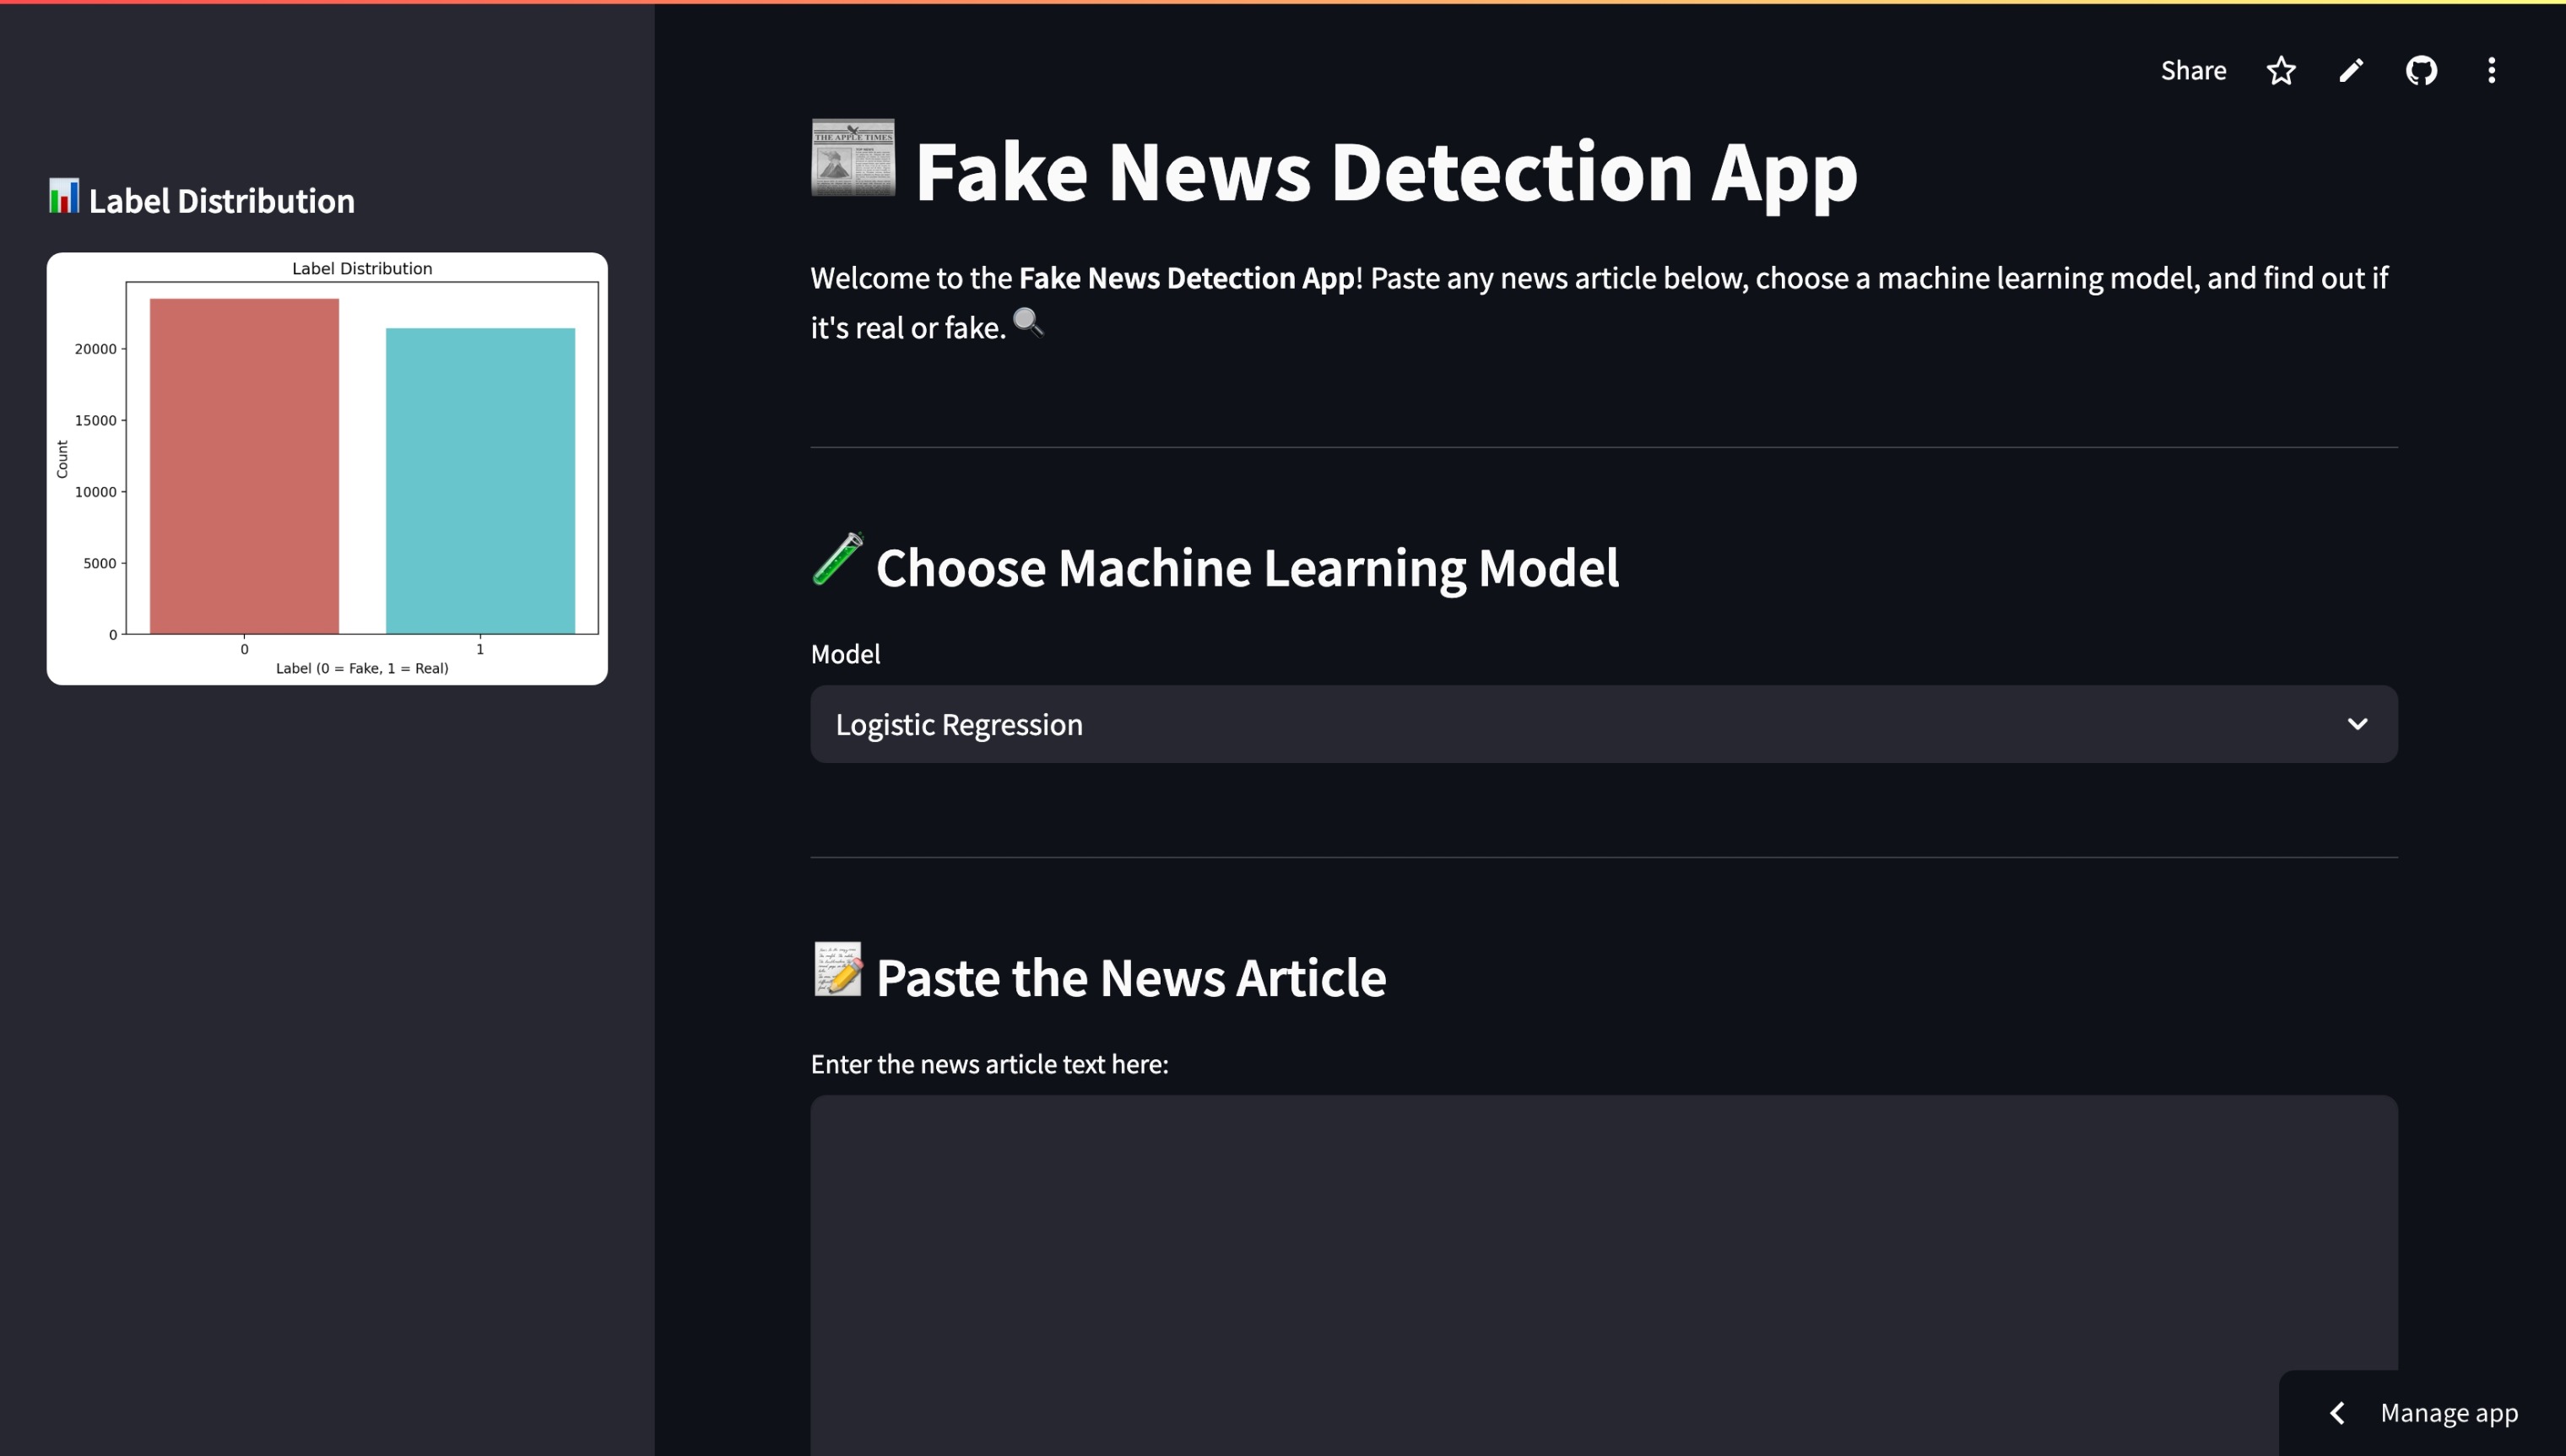 Share
Label Distribution
Label Distribution
Count
20000
15000
10000
5000
0
0 1
Label (0 = Fake, 1 = Real)
THE APPLE TIMES
Fake News Detection App
Welcome to the Fake News Detection App! Paste any news article below, choose a machine learning model, and find out if
it's real or fake.
Choose Machine Learning Model
Model
Logistic Regression
Paste the News Article
Enter the news article text here:
Manage app